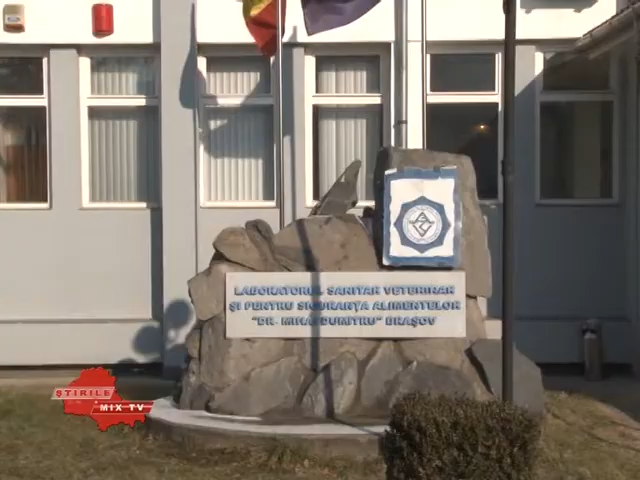 LABORATORUL SANITAR VETERINAR
ŞI PENTRU SIGURANŢA ALIMENTELOR
"DR. MIHAI DUMITRU" BRAŞOV
ŞTIRILE
MIX TV